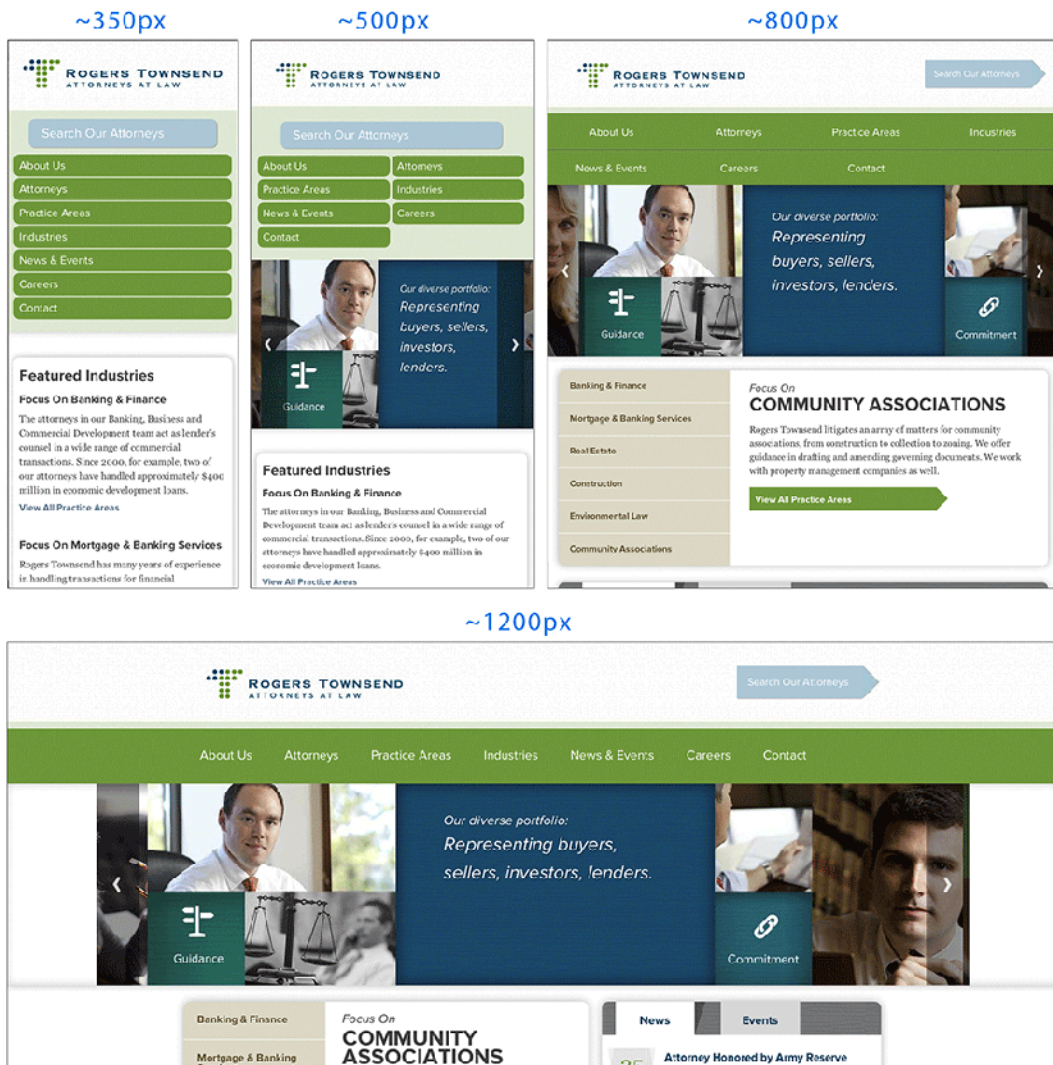 ~350px
ROGERS TOWNSEND
ATTORNEYS AT LAW
Search Our Attorneys
About Us
Attorneys
Practice Areas
Industries
News & Events
Careers
Contact
Featured Industries
Focus On Banking & Finance
The attorneys in our Banking, Business and
Commercial Development team act as lender's
counsel in a wide range of commercial
transactions. Since 2000, for example, two of
our attorneys have handled approximately $400
million in economic development loans.
View All Practice Areas
Focus On Mortgage & Banking Services
Rogers Townsend has many years of experience
in handling transactions for financial
~500px
ROGERS TOWNSEND
ATTORNEYS AT LAW
Search Our Attorneys
About Us
Attorneys
Practice Areas
Industries
News & Events
Careers
Contact
Our diverse portfolio:
Representing
buyers, sellers,
investors,
lenders.
Guidance
Featured Industries
Focus On Banking & Finance
The attorneys in our Banking, Business and Commercial
Development team act as lender's counsel in a wide range of
commercial transactions. Since 2000, for example, two of our
attorneys have handled approximately $400 million in
economic development loans.
View All Practice Areas
~800px
ROGERS TOWNSEND
ATTORNEYS AT LAW
Search Our Attorneys
About Us
Attorneys
Practice Areas
Industries
News & Events
Careers
Contact
Our diverse portfolio:
Representing
buyers, sellers,
investors, lenders.
Guidance
Commitment
Banking & Finance
Mortgage & Banking Services
Real Estate
Construction
Environmental Law
Community Associations
Focus On
COMMUNITY ASSOCIATIONS
Rogers Townsend litigates an array of matters for community
associations, from construction to collection to zoning. We offer
guidance in drafting and amending governing documents. We work
with property management companies as well.
View All Practice Areas
~1200px
ROGERS TOWNSEND
ATTORNEYS AT LAW
Search Our Attorneys
About Us
Attorneys
Practice Areas
Industries
News & Events
Careers
Contact
Our diverse portfolio:
Representing buyers,
sellers, investors, lenders.
Guidance
Commitment
Banking & Finance
Mortgage & Banking
Focus On
COMMUNITY
ASSOCIATIONS
News
Events
Attorney Honored by Army Reserve